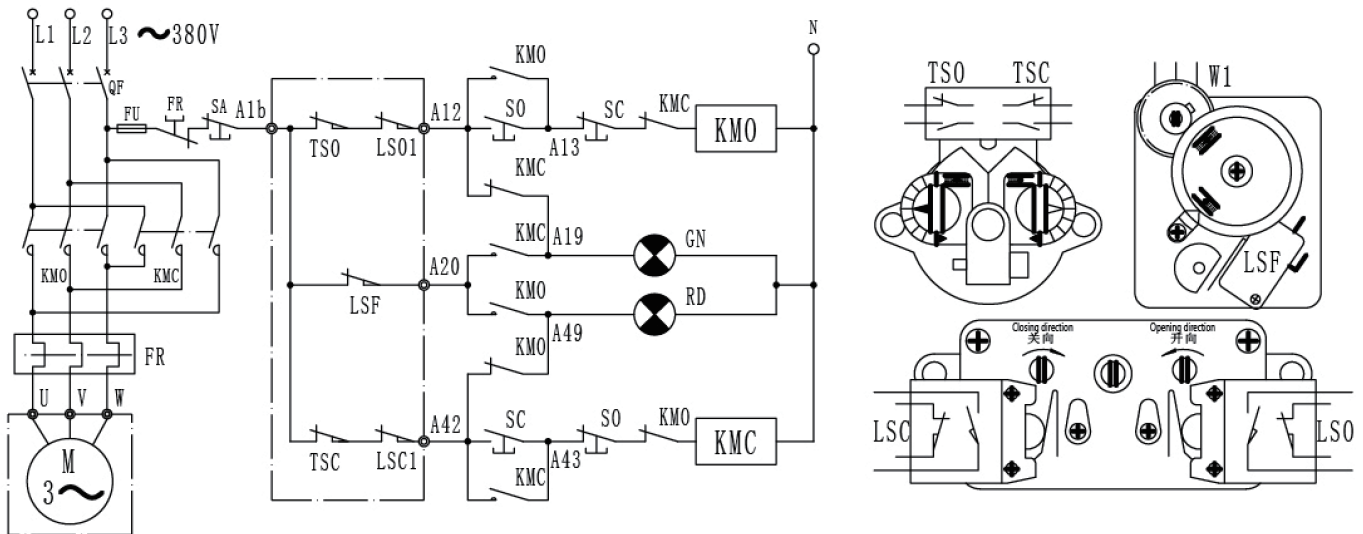 L1 L2 L3 ～380V
QF
FU FR SA A1b
KMO KMC
FR
U V W
M
3～
TSO LSO1 A12
KMO
SO
A13
SC KMC KMO
N
KMC
KMC A19 GN
LSF A20
KMO A49 RD
KMO
TSC LSC1 A42
SC
A43
SO KMO KMC
KMC
TSO TSC
W1
LSF
Closing direction
关向
Opening direction
开向
LSC
LSO